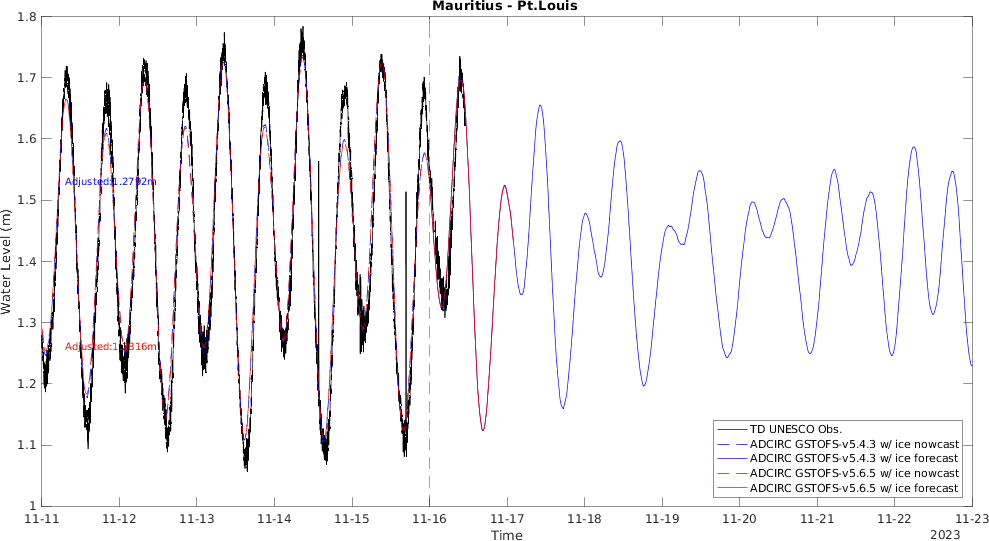 Mauritius - Pt.Louis
Water Level (m)
1.8
1.7
1.6
1.5
1.4
1.3
1.2
1.1
1
Adjusted:1.2792m
TD UNESCO Obs.
ADCIRC GSTOFS-v5.4.3 w/ ice nowcast
ADCIRC GSTOFS-v5.4.3 w/ ice forecast
ADCIRC GSTOFS-v5.6.5 w/ ice nowcast
ADCIRC GSTOFS-v5.6.5 w/ ice forecast
11-11 11-12 11-13 11-14 11-15 11-16 11-17 11-18 11-19 11-20 11-21 11-22 11-23
Time
2023